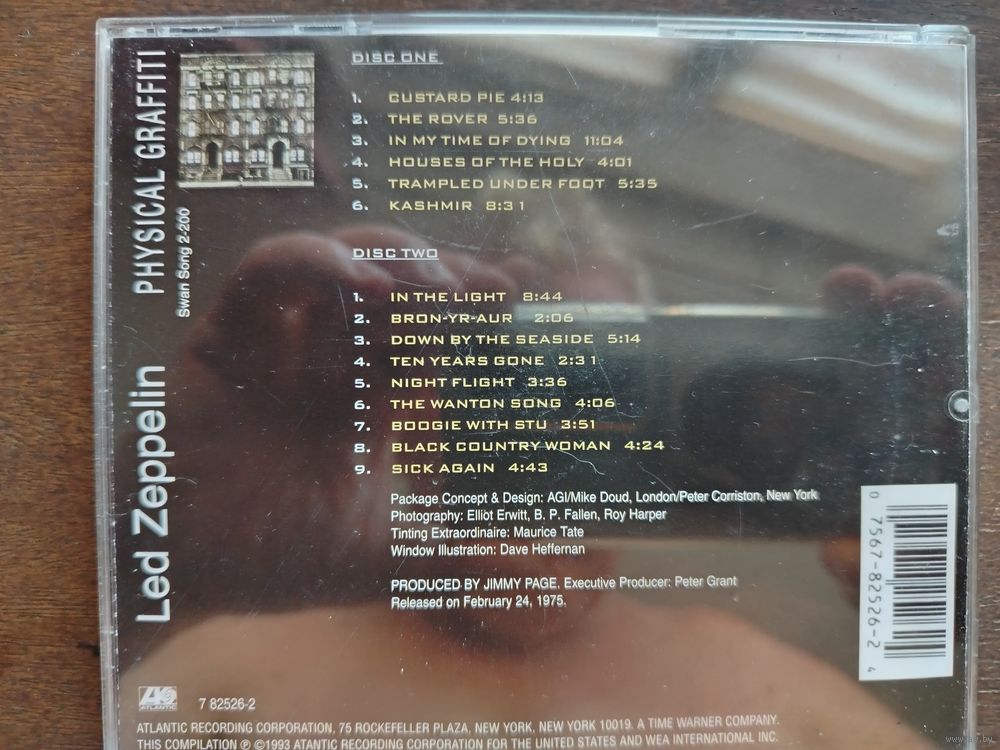 PHYSICAL GRAFFITI
Led Zeppelin
Swan Song 2-200
DISC ONE
1. CUSTARD PIE 4:13
2. THE ROVER 5:36
3. IN MY TIME OF DYING 11:04
4. HOUSES OF THE HOLY 4:01
5. TRAMPLED UNDER FOOT 5:35
6. KASHMIR 8:31
DISC TWO
1. IN THE LIGHT 8:44
2. BRON-YR-AUR 2:06
3. DOWN BY THE SEASIDE 5:14
4. TEN YEARS GONE 2:31
5. NIGHT FLIGHT 3:36
6. THE WANTON SONG 4:06
7. BOOGIE WITH STU 3:51
8. BLACK COUNTRY WOMAN 4:24
9. SICK AGAIN 4:43
Package Concept & Design: AGI/Mike Doud, London/Peter Corriston, New York
Photography: Elliot Erwitt, B. P. Fallen, Roy Harper
Tinting Extraordinaire: Maurice Tate
Window Illustration: Dave Heffernan
PRODUCED BY JIMMY PAGE. Executive Producer: Peter Grant
Released on February 24, 1975.
0 7567-82526-2 4
ATLANTIC
7 82526-2
ATLANTIC RECORDING CORPORATION, 75 ROCKEFELLER PLAZA, NEW YORK, NEW YORK 10019. A TIME WARNER COMPANY.
THIS COMPILATION ℗ ©1993 ATANTIC RECORDING CORPORATION FOR THE UNITED STATES AND WEA INTERNATIONAL INC.